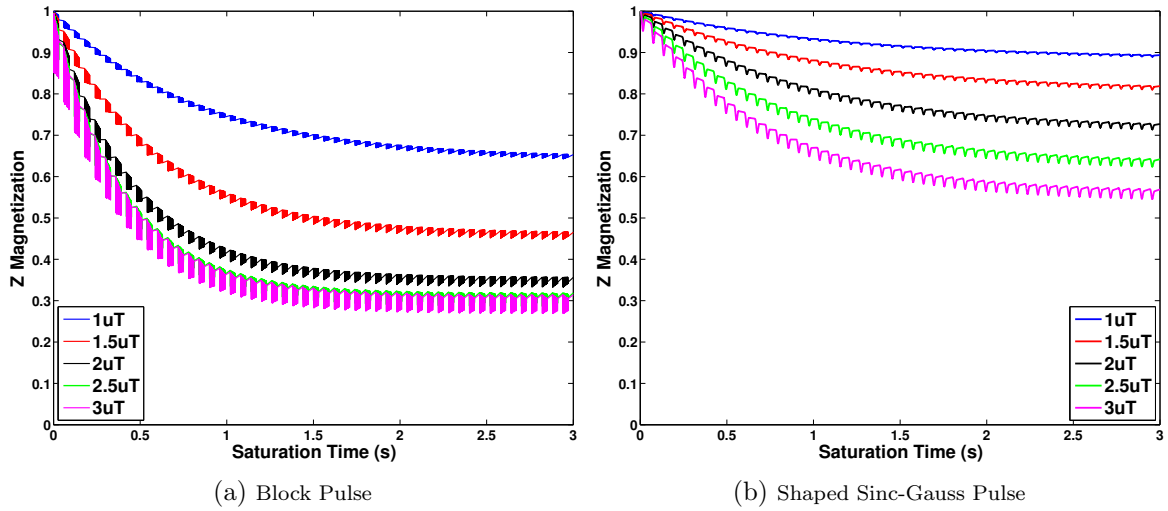 1
0.9
0.8
0.7
0.6
0.5
0.4
0.3
0.2
0.1
0
Z Magnetization
0 0.5 1 1.5 2 2.5 3
Saturation Time (s)
1uT
1.5uT
2uT
2.5uT
3uT
(a) Block Pulse
1
0.9
0.8
0.7
0.6
0.5
0.4
0.3
0.2
0.1
0
Z Magnetization
0 0.5 1 1.5 2 2.5 3
Saturation Time (s)
1uT
1.5uT
2uT
2.5uT
3uT
(b) Shaped Sinc-Gauss Pulse